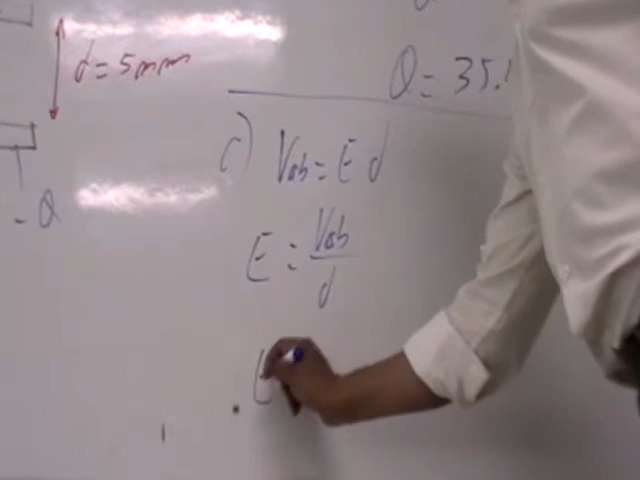 d = 5mm
Q = 35.
- Q
c) Vab = E d
E = Vab / d